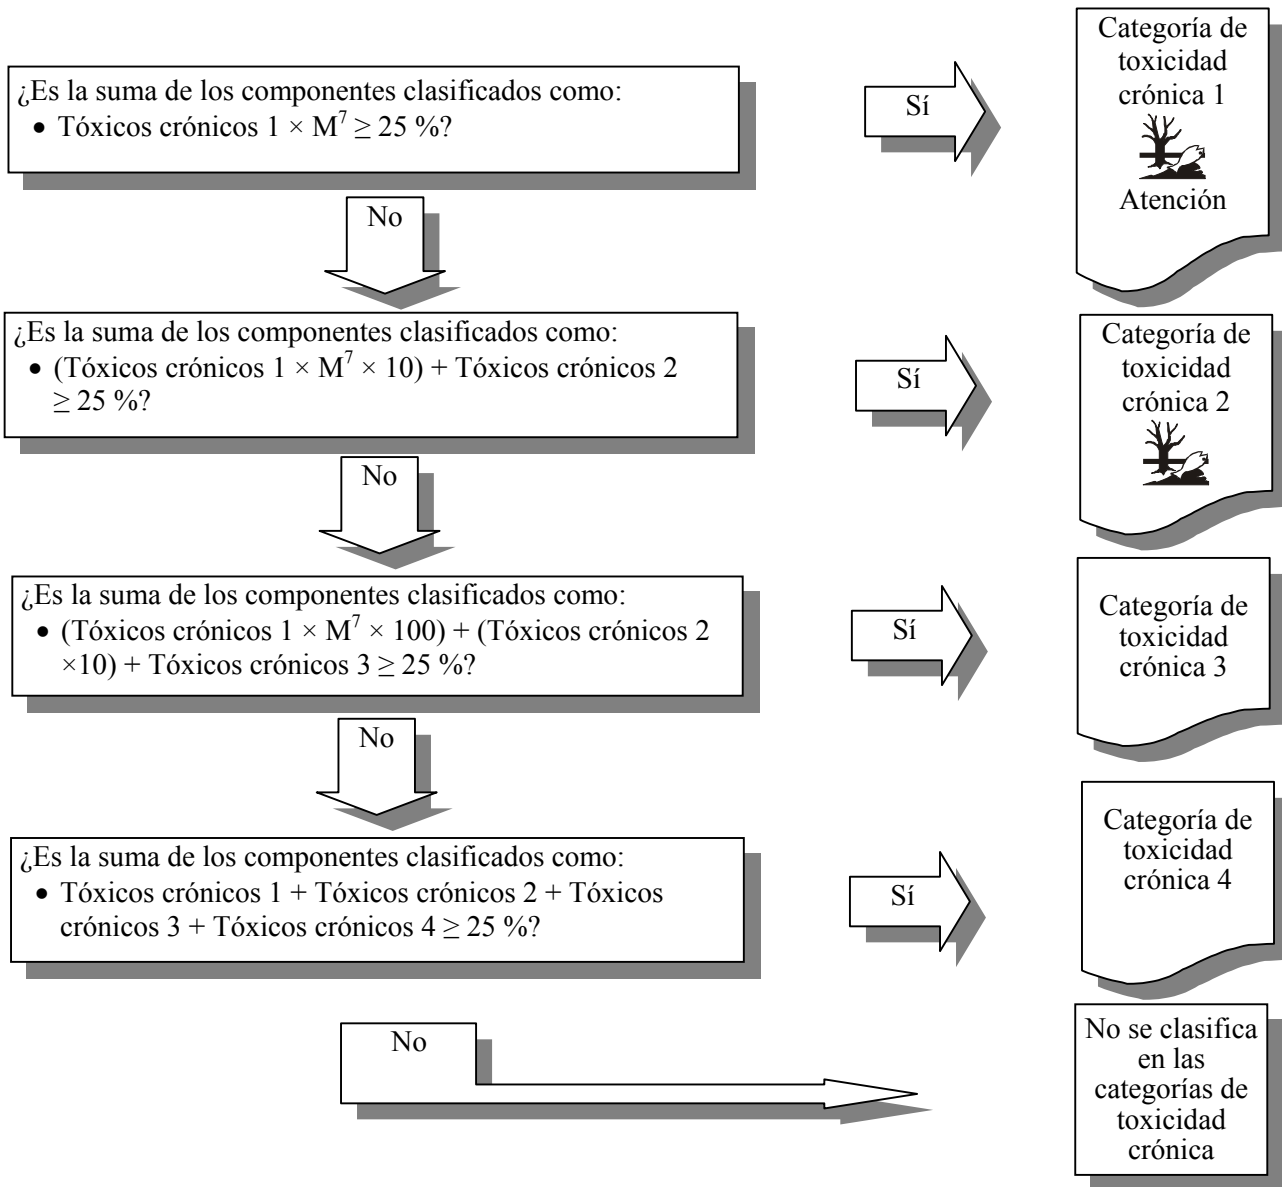 ¿Es la suma de los componentes clasificados como:
• Tóxicos crónicos 1 × M⁷ ≥ 25 %?
Sí
Categoría de
toxicidad
crónica 1
Atención
No
¿Es la suma de los componentes clasificados como:
• (Tóxicos crónicos 1 × M⁷ × 10) + Tóxicos crónicos 2
≥ 25 %?
Sí
Categoría de
toxicidad
crónica 2
No
¿Es la suma de los componentes clasificados como:
• (Tóxicos crónicos 1 × M⁷ × 100) + (Tóxicos crónicos 2
×10) + Tóxicos crónicos 3 ≥ 25 %?
Sí
Categoría de
toxicidad
crónica 3
No
¿Es la suma de los componentes clasificados como:
• Tóxicos crónicos 1 + Tóxicos crónicos 2 + Tóxicos
crónicos 3 + Tóxicos crónicos 4 ≥ 25 %?
Sí
Categoría de
toxicidad
crónica 4
No
No se clasifica
en las
categorías de
toxicidad
crónica